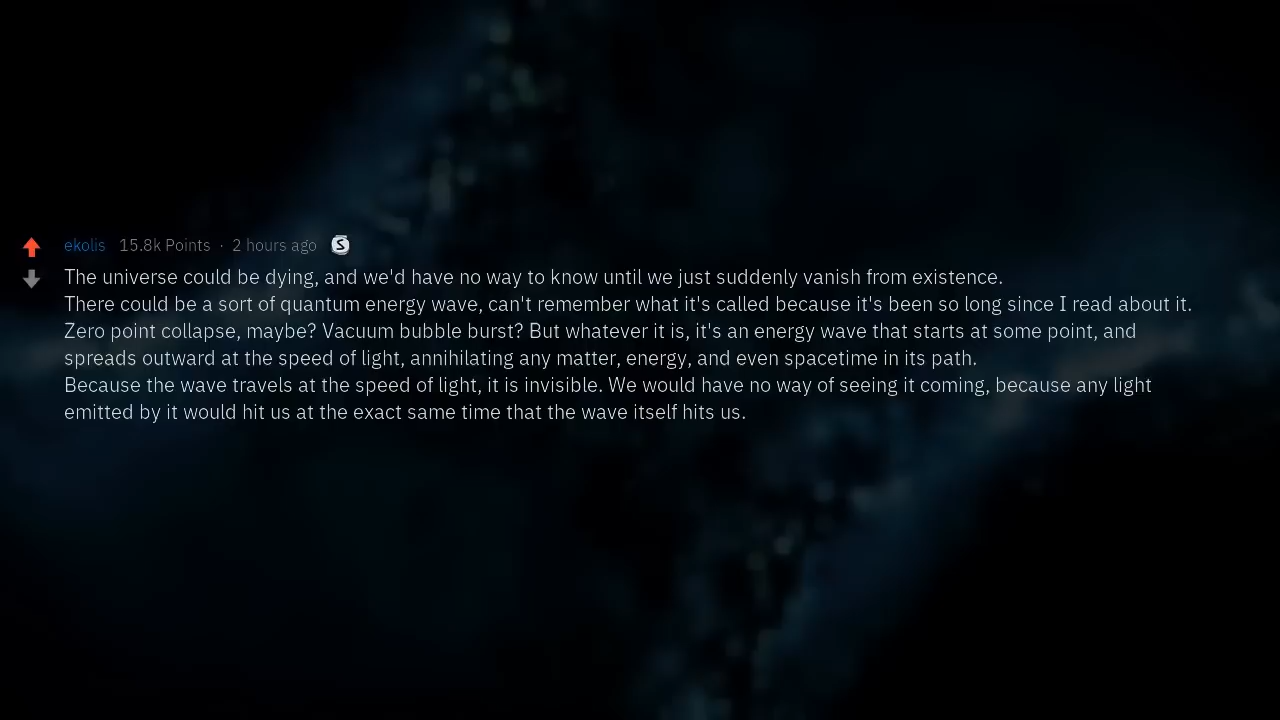 ekolis 15.8k Points · 2 hours ago S
The universe could be dying, and we'd have no way to know until we just suddenly vanish from existence.
There could be a sort of quantum energy wave, can't remember what it's called because it's been so long since I read about it.
Zero point collapse, maybe? Vacuum bubble burst? But whatever it is, it's an energy wave that starts at some point, and
spreads outward at the speed of light, annihilating any matter, energy, and even spacetime in its path.
Because the wave travels at the speed of light, it is invisible. We would have no way of seeing it coming, because any light
emitted by it would hit us at the exact same time that the wave itself hits us.